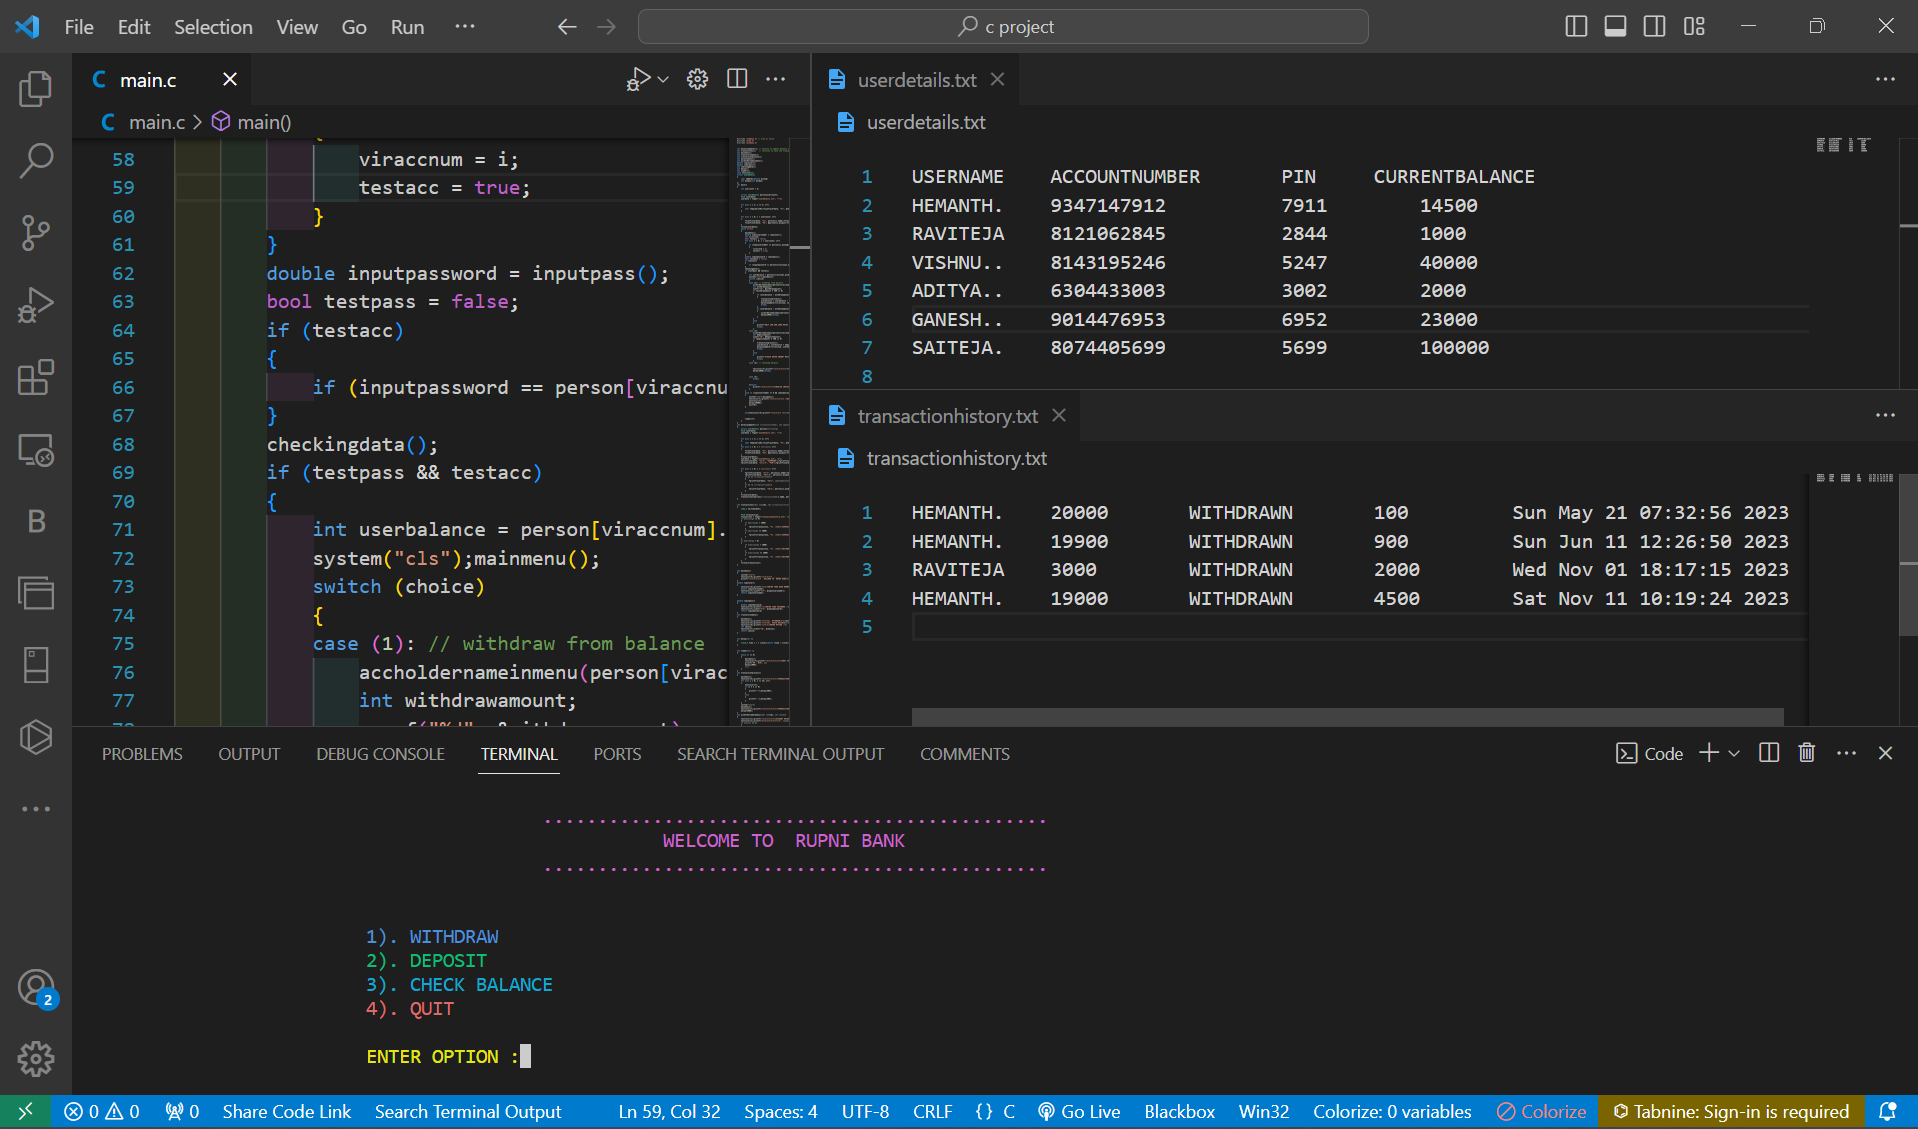 File Edit Selection View Go Run ··· c project
main.c
userdetails.txt
main.c > main()
userdetails.txt
58 viraccnum = i;
59 testacc = true;
60 }
61 }
62 double inputpassword = inputpass();
63 bool testpass = false;
64 if (testacc)
65 {
66 if (inputpassword == person[viraccnu
67 }
68 checkingdata();
69 if (testpass && testacc)
70 {
71 int userbalance = person[viraccnum].
72 system("cls");mainmenu();
73 switch (choice)
74 {
75 case (1): // withdraw from balance
76 accholdernameinmenu(person[virac
77 int withdrawamount;
1 USERNAME ACCOUNTNUMBER PIN CURRENTBALANCE
2 HEMANTH. 9347147912 7911 14500
3 RAVITEJA 8121062845 2844 1000
4 VISHNU.. 8143195246 5247 40000
5 ADITYA.. 6304433003 3002 2000
6 GANESH.. 9014476953 6952 23000
7 SAITEJA. 8074405699 5699 100000
8
transactionhistory.txt
transactionhistory.txt
1 HEMANTH. 20000 WITHDRAWN 100 Sun May 21 07:32:56 2023
2 HEMANTH. 19900 WITHDRAWN 900 Sun Jun 11 12:26:50 2023
3 RAVITEJA 3000 WITHDRAWN 2000 Wed Nov 01 18:17:15 2023
4 HEMANTH. 19000 WITHDRAWN 4500 Sat Nov 11 10:19:24 2023
5
PROBLEMS OUTPUT DEBUG CONSOLE TERMINAL PORTS SEARCH TERMINAL OUTPUT COMMENTS Code
WELCOME TO RUPNI BANK
1). WITHDRAW
2). DEPOSIT
3). CHECK BALANCE
4). QUIT
ENTER OPTION :
B
2
0 0 0 Share Code Link Search Terminal Output Ln 59, Col 32 Spaces: 4 UTF-8 CRLF {} C Go Live Blackbox Win32 Colorize: 0 variables Colorize Tabnine: Sign-in is required